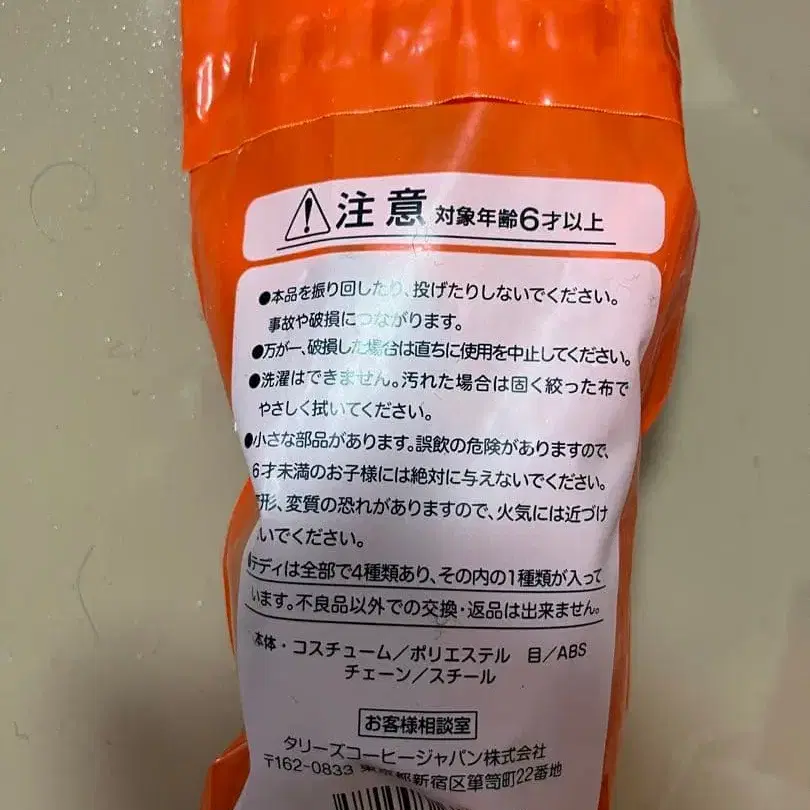 注意 対象年齢6才以上
●本品を振り回したり、投げたりしないでください。
事故や破損につながります。
●万が一、破損した場合は直ちに使用を中止してください。
●洗濯はできません。汚れた場合は固く絞った布で
やさしく拭いてください。
●小さな部品があります。誤飲の危険がありますので、
6才未満のお子様には絶対に与えないでください。
形、変質の恐れがありますので、火気には近づけ
いでください。
テディは全部で4種類あり、その内の1種類が入って
います。不良品以外での交換・返品は出来ません。
本体・コスチューム/ポリエステル 目/ABS
チェーン/スチール
お客様相談室
タリーズコーヒージャパン株式会社
〒162-0833 東京都新宿区箪笥町22番地